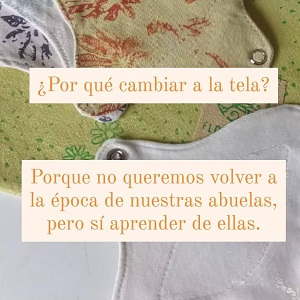 ¿Por qué cambiar a la tela?
Porque no queremos volver a
la época de nuestras abuelas,
pero sí aprender de ellas.